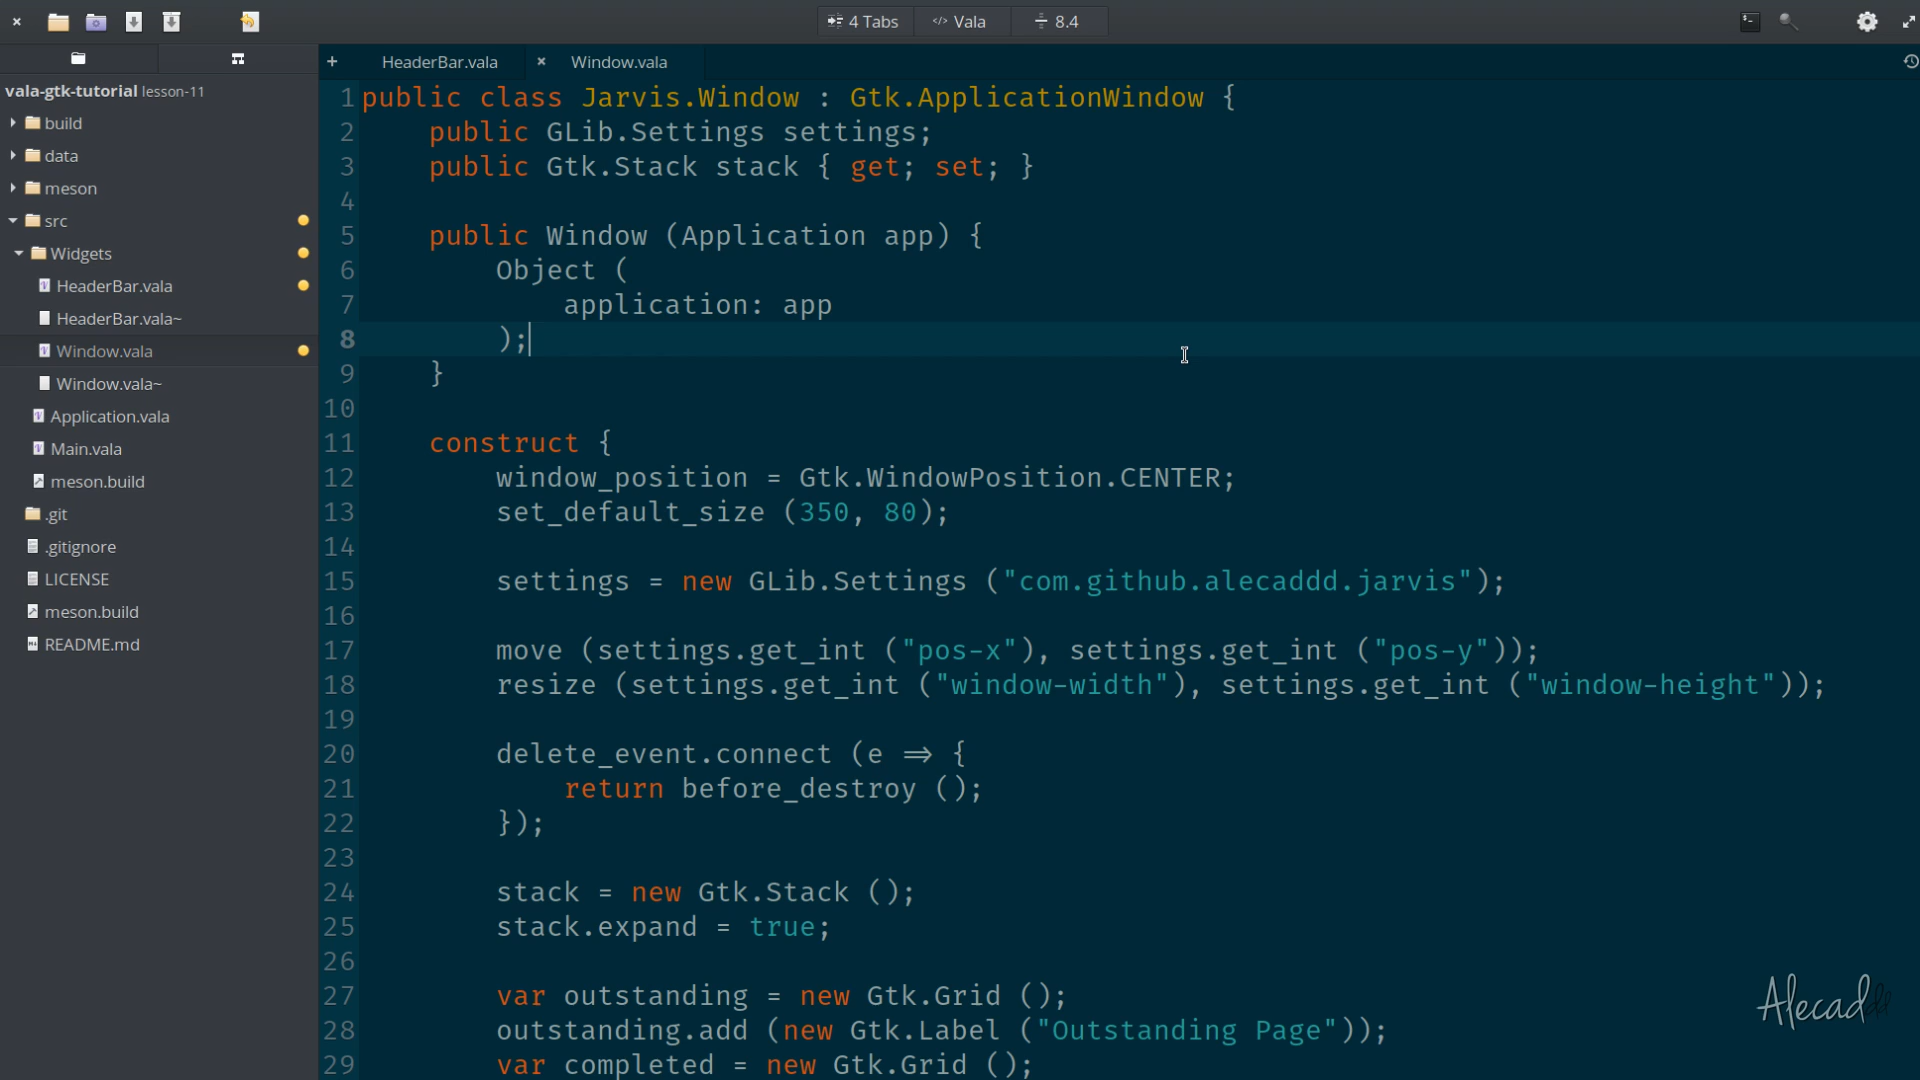 4 Tabs
</> Vala
8.4
HeaderBar.vala
Window.vala
vala-gtk-tutorial lesson-11
build
data
meson
src
Widgets
HeaderBar.vala
HeaderBar.vala~
Window.vala
Window.vala~
Application.vala
Main.vala
meson.build
.git
.gitignore
LICENSE
meson.build
README.md
1 public class Jarvis.Window : Gtk.ApplicationWindow {
2 public GLib.Settings settings;
3 public Gtk.Stack stack { get; set; }
4
5 public Window (Application app) {
6 Object (
7 application: app
8 );
9 }
10
11 construct {
12 window_position = Gtk.WindowPosition.CENTER;
13 set_default_size (350, 80);
14
15 settings = new GLib.Settings ("com.github.alecaddd.jarvis");
16
17 move (settings.get_int ("pos-x"), settings.get_int ("pos-y"));
18 resize (settings.get_int ("window-width"), settings.get_int ("window-height"));
19
20 delete_event.connect (e => {
21 return before_destroy ();
22 });
23
24 stack = new Gtk.Stack ();
25 stack.expand = true;
26
27 var outstanding = new Gtk.Grid ();
28 outstanding.add (new Gtk.Label ("Outstanding Page"));
29 var completed = new Gtk.Grid ();
Alecaddd